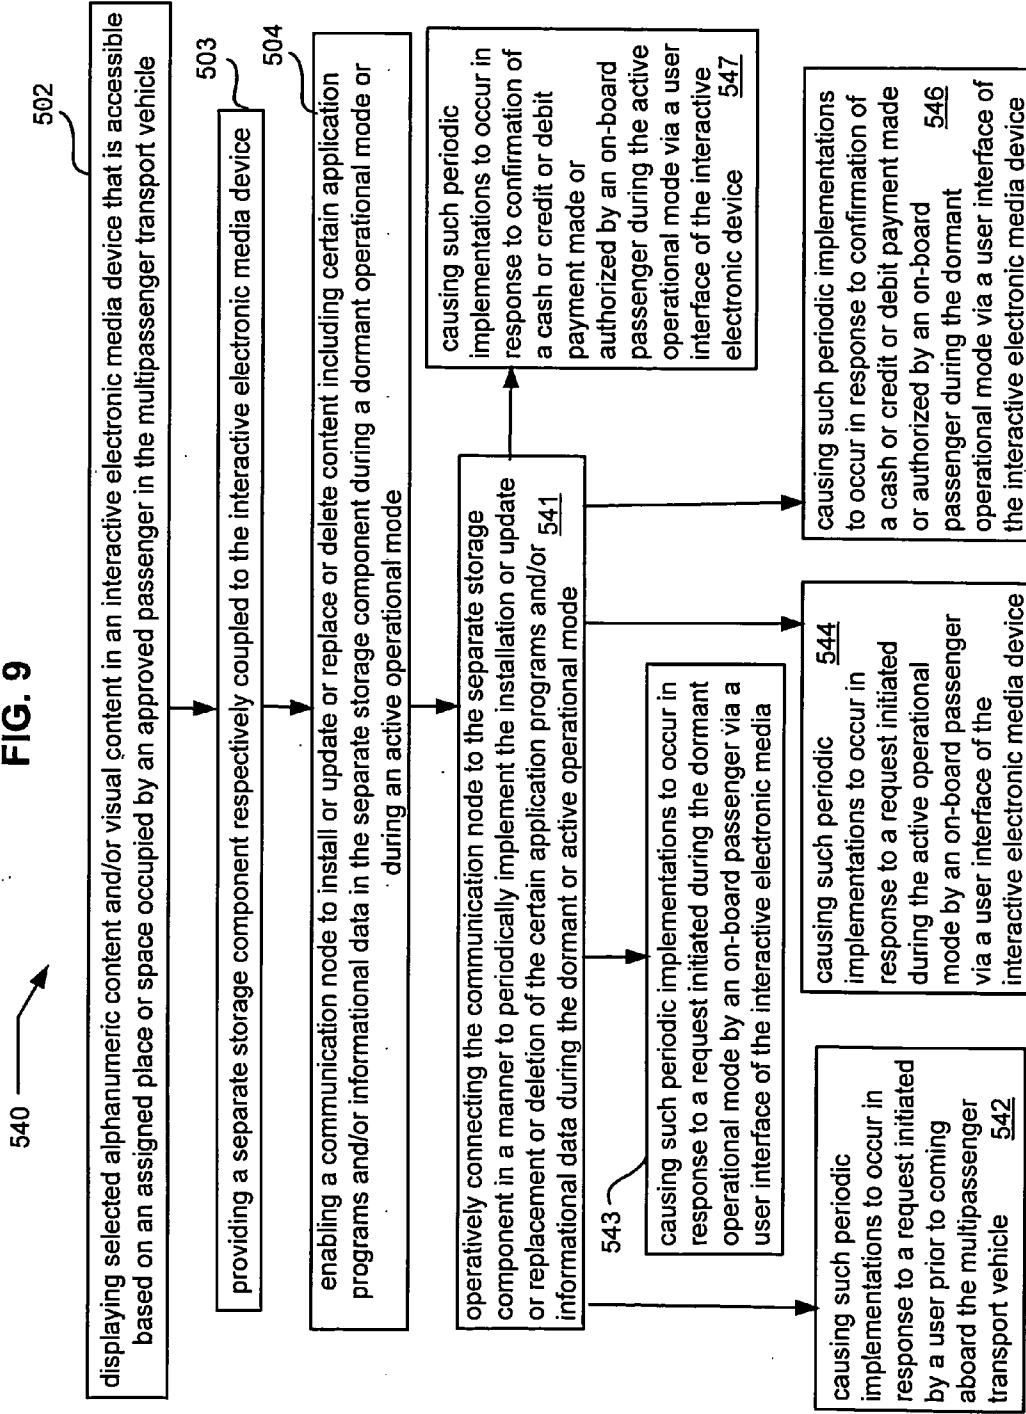 FIG. 9
540
502
displaying selected alphanumeric content and/or visual content in an interactive electronic media device that is accessible
based on an assigned place or space occupied by an approved passenger in the multipassenger transport vehicle
503
providing a separate storage component respectively coupled to the interactive electronic media device
504
enabling a communication node to install or update or replace or delete content including certain application
programs and/or informational data in the separate storage component during a dormant operational mode or
during an active operational mode
operatively connecting the communication node to the separate storage
component in a manner to periodically implement the installation or update
or replacement or deletion of the certain application programs and/or 541
informational data during the dormant or active operational mode
causing such periodic
implementations to occur in
response to confirmation of
a cash or credit or debit
payment made or
authorized by an on-board
passenger during the active
operational mode via a user
interface of the interactive
electronic device 547
543
causing such periodic implementations to occur in
response to a request initiated during the dormant
operational mode by an on-board passenger via a
user interface of the interactive electronic media
causing such periodic
implementations to occur in
response to a request initiated
by a user prior to coming
aboard the multipassenger
transport vehicle 542
causing such periodic 544
implementations to occur in
response to a request initiated
during the active operational
mode by an on-board passenger
via a user interface of the
interactive electronic media device
causing such periodic implementations
to occur in response to confirmation of
a cash or credit or debit payment made
or authorized by an on-board 546
passenger during the dormant
operational mode via a user interface of
the interactive electronic media device